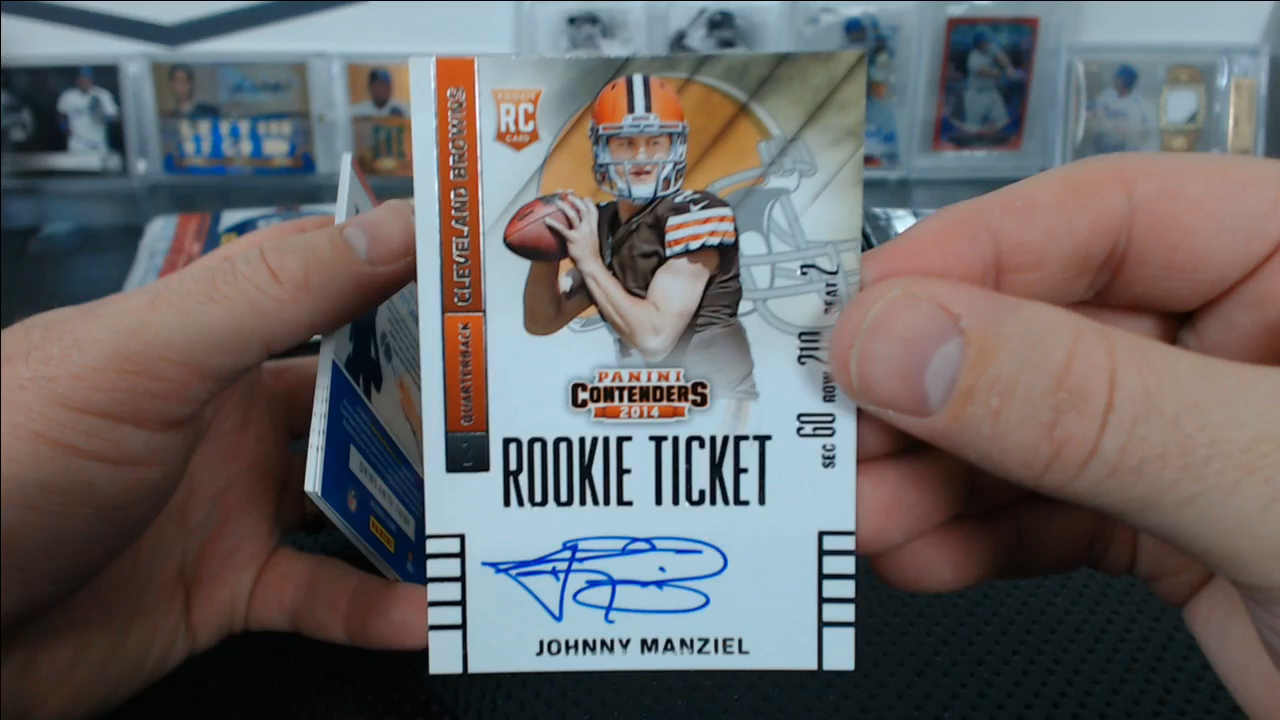 ROOKIE
RC
CARD
CLEVELAND BROWNS
QUARTERBACK
PANINI
CONTENDERS
2014
SEC 60 ROW 210 SEAT 2
ROOKIE TICKET
JOHNNY MANZIEL
PANINI